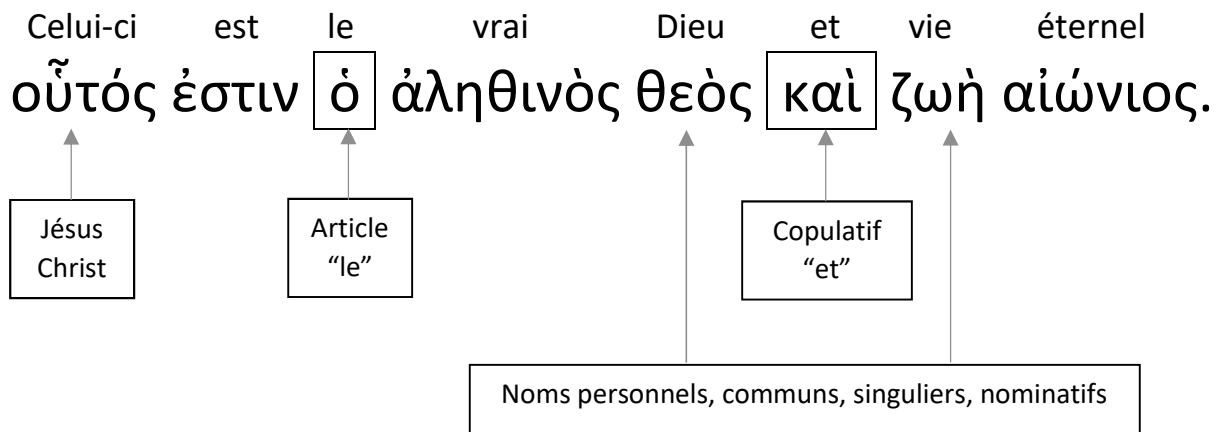 Celui-ci est le vrai Dieu et vie éternel
οὗτός ἐστιν ὁ ἀληθινὸς θεὸς καὶ ζωὴ αἰώνιος.
Jésus
Christ
Article
“le”
Copulatif
“et”
Noms personnels, communs, singuliers, nominatifs